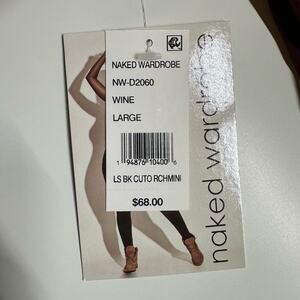 NAKED WARDROBE
NW-D2060
WINE
LARGE
1 94876 10400 6
LS BK CUTO RCHMINI
$68.00
naked wardrobe